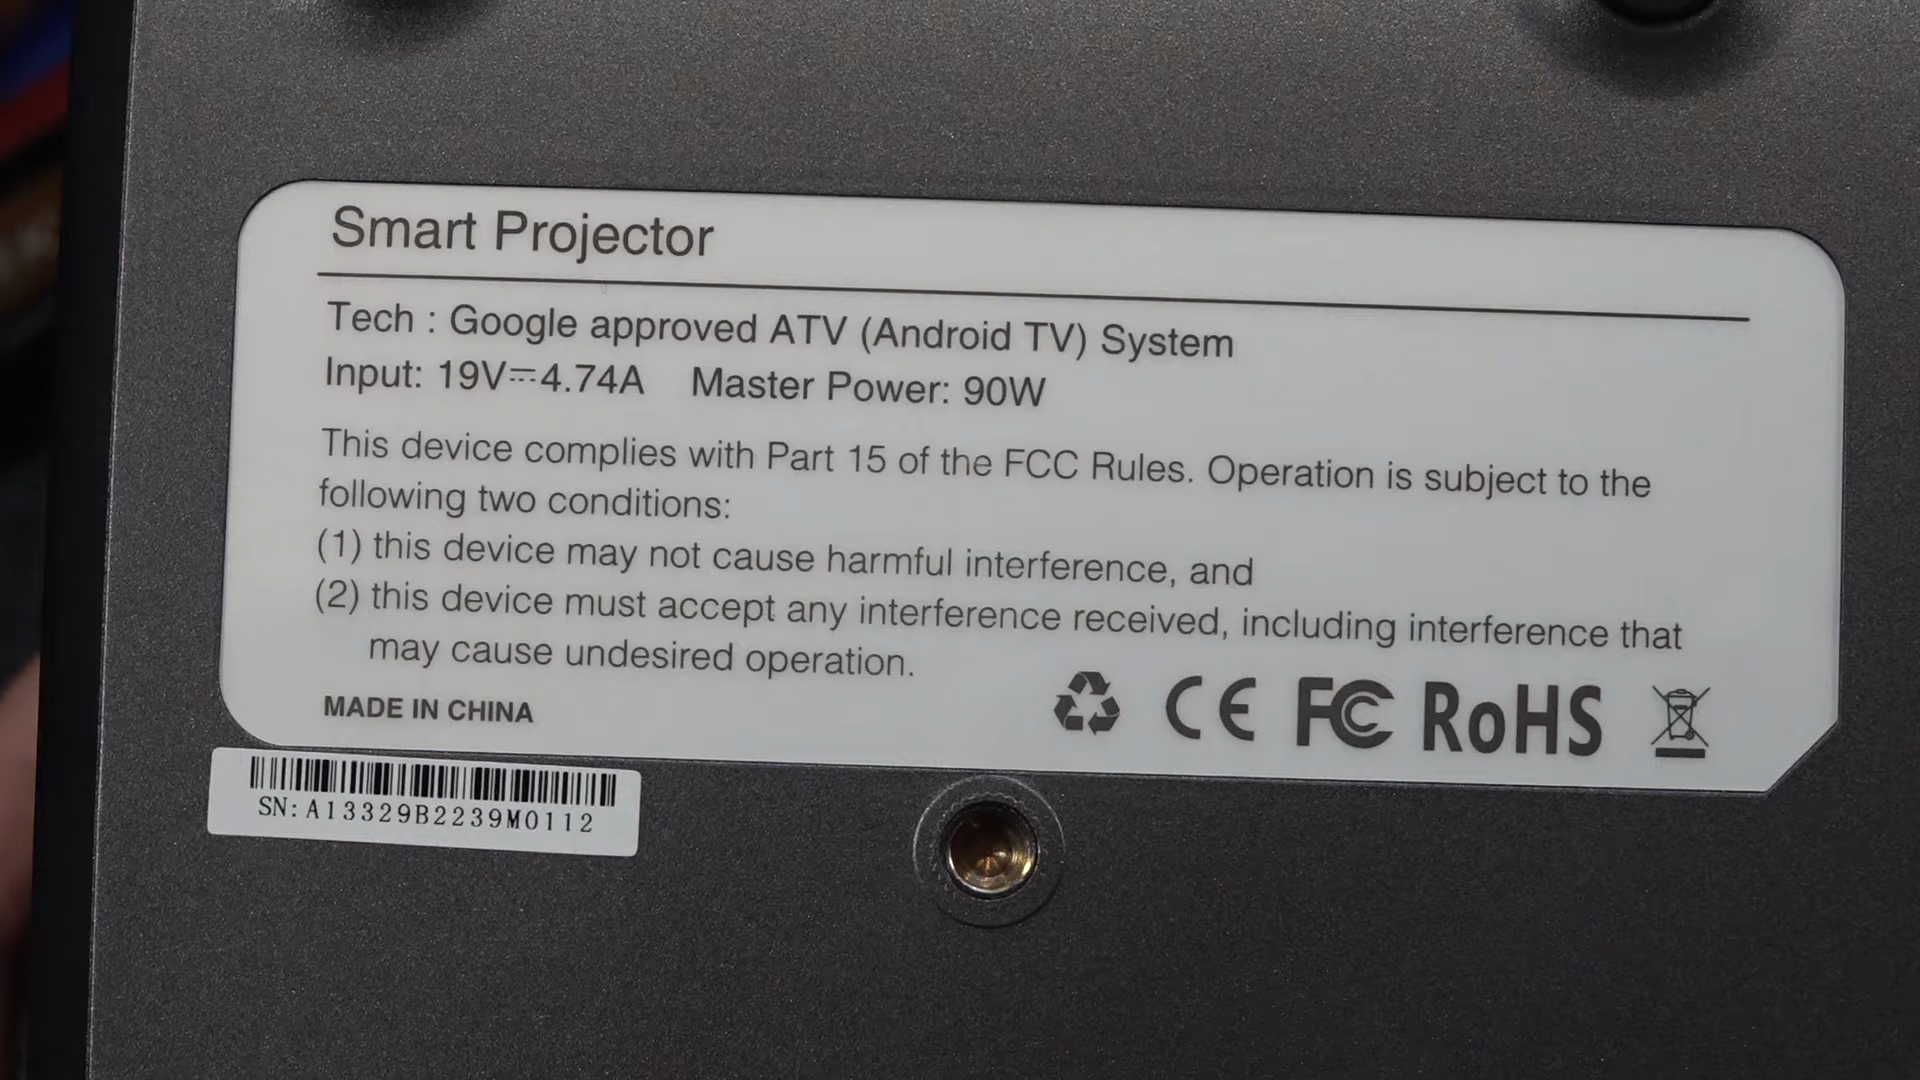 Smart Projector
Tech : Google approved ATV (Android TV) System
Input: 19V⎓4.74A Master Power: 90W
This device complies with Part 15 of the FCC Rules. Operation is subject to the
following two conditions:
(1) this device may not cause harmful interference, and
(2) this device must accept any interference received, including interference that
may cause undesired operation.
MADE IN CHINA
CE FC RoHS
SN: A13329B2239M0112